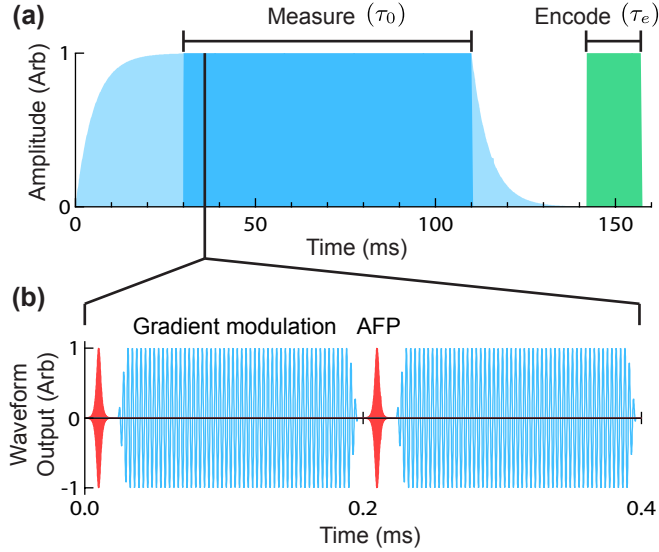 (a)
Measure (τ₀)
Encode (τₑ)
Amplitude (Arb)
1
0
0
50
100
150
Time (ms)
(b)
Gradient modulation
AFP
Waveform
Output (Arb)
1
0
-1
0.0
0.2
0.4
Time (ms)